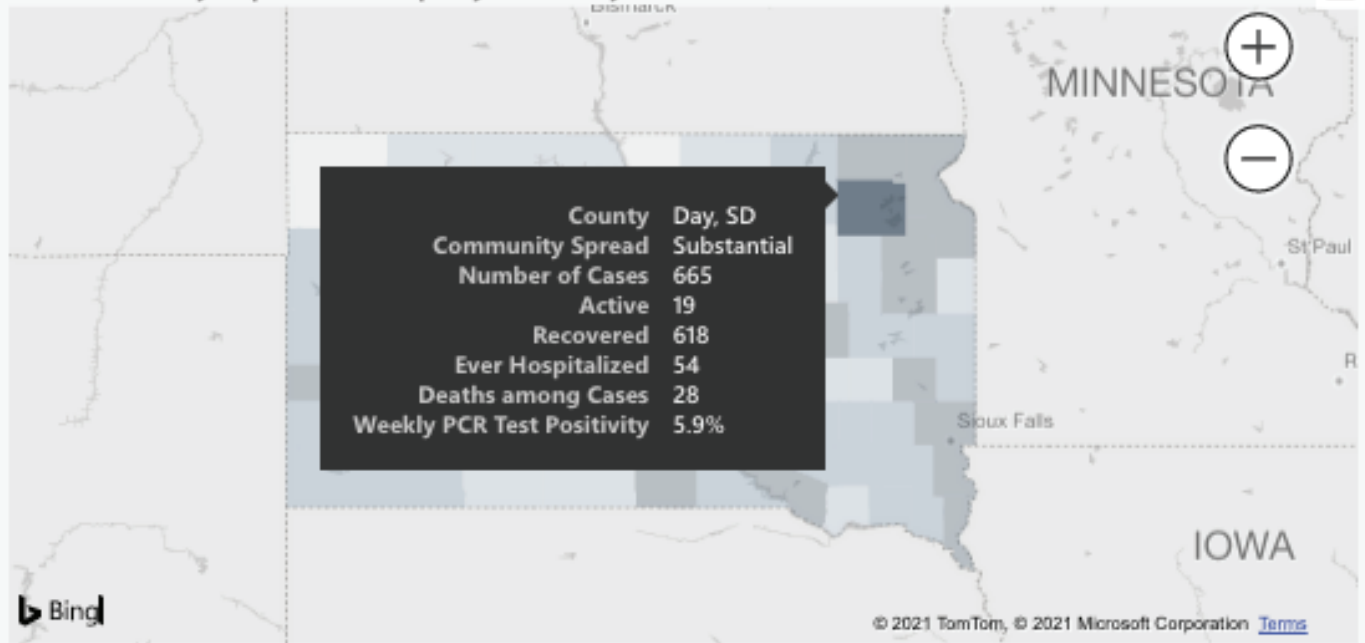 Bismarck
MINNESOTA
County Day, SD
Community Spread Substantial
Number of Cases 665
Active 19
Recovered 618
Ever Hospitalized 54
Deaths among Cases 28
Weekly PCR Test Positivity 5.9%
St Paul
R
Sioux Falls
IOWA
Bing
© 2021 TomTom, © 2021 Microsoft Corporation Terms